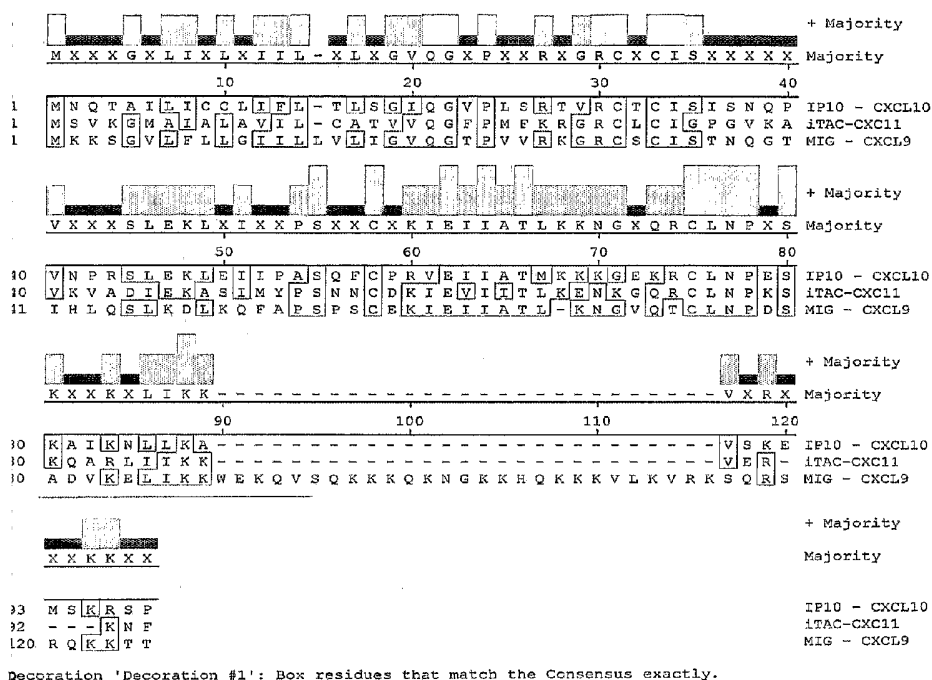 + Majority
M X X X G X L I X L X I I L - X L X G V Q G X P X X R X G R C X C I S X X X X X Majority
10 20 30 40
1 M N Q T A I L I C C L I F L - T L S G I Q G V P L S R T V R C T C I S I S N Q P IP10 - CXCL10
1 M S V K G M A I A L A V I L - C A T V V Q G F P M F K R G R C L C I G P G V K A iTAC-CXC11
1 M K K S G V L F L L G I I L L V L I G V Q G T P V V R K G R C S C I S T N Q G T MIG - CXCL9
+ Majority
V X X X S L E K L X I X X P S X X C X K I E I I A T L K K N G X Q R C L N P X S Majority
50 60 70 80
40 V N P R S L E K L E I I P A S Q F C P R V E I I A T M K K K G E K R C L N P E S IP10 - CXCL10
40 V K V A D I E K A S I M Y P S N N C D K I E V I I T L K E N K G Q R C L N P K S iTAC-CXC11
41 I H L Q S L K D L K Q F A P S P S C E K I E I I A T L - K N G V Q T C L N P D S MIG - CXCL9
+ Majority
K X X K X L I K K - - - - - - - - - - - - - - - - - - - - - - - - - - - V X R X Majority
90 100 110 120
80 K A I K N L L K A - - - - - - - - - - - - - - - - - - - - - - - - - - - V S K E IP10 - CXCL10
80 K Q A R L I I K K - - - - - - - - - - - - - - - - - - - - - - - - - - - V E R - iTAC-CXC11
80 A D V K E L I K K W E K Q V S Q K K K Q K N G K K H Q K K K V L K V R K S Q R S MIG - CXCL9
+ Majority
X X K K X X Majority
93 M S K R S P IP10 - CXCL10
92 - - - K N F iTAC-CXC11
120 R Q K K T T MIG - CXCL9
Decoration 'Decoration #1': Box residues that match the Consensus exactly.